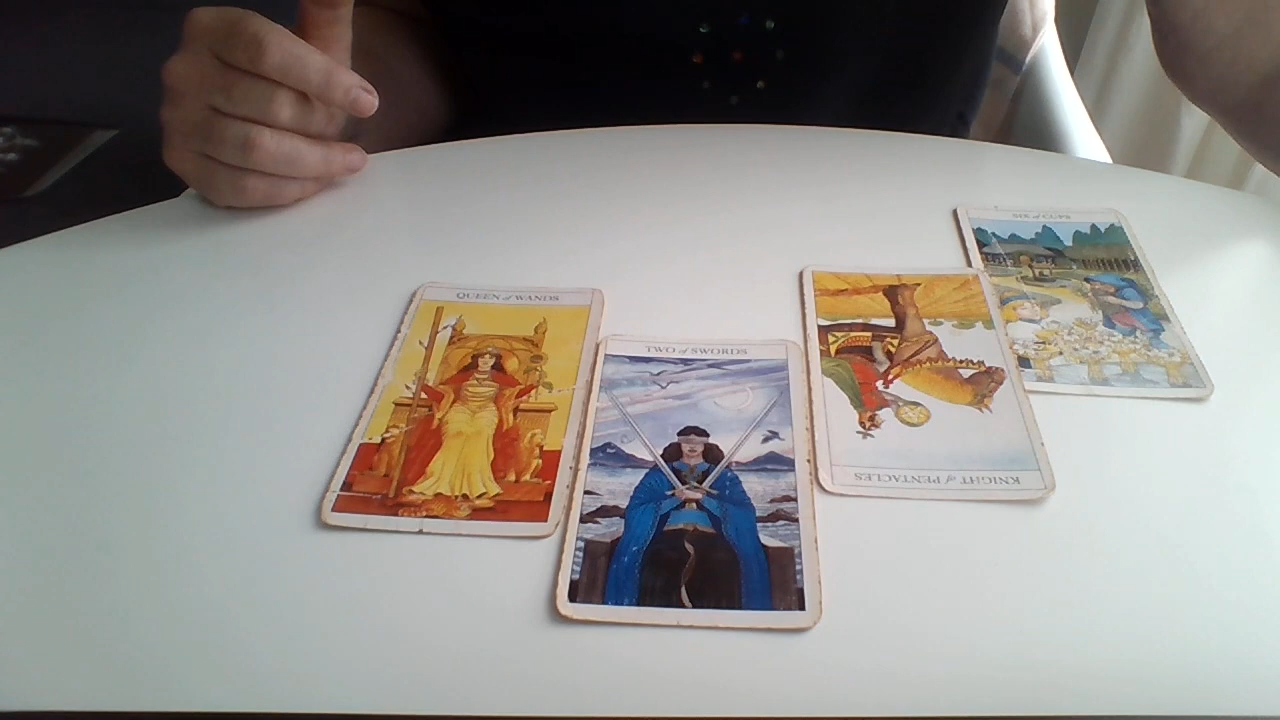 QUEEN of WANDS
TWO of SWORDS
KNIGHT of PENTACLES
SIX of CUPS